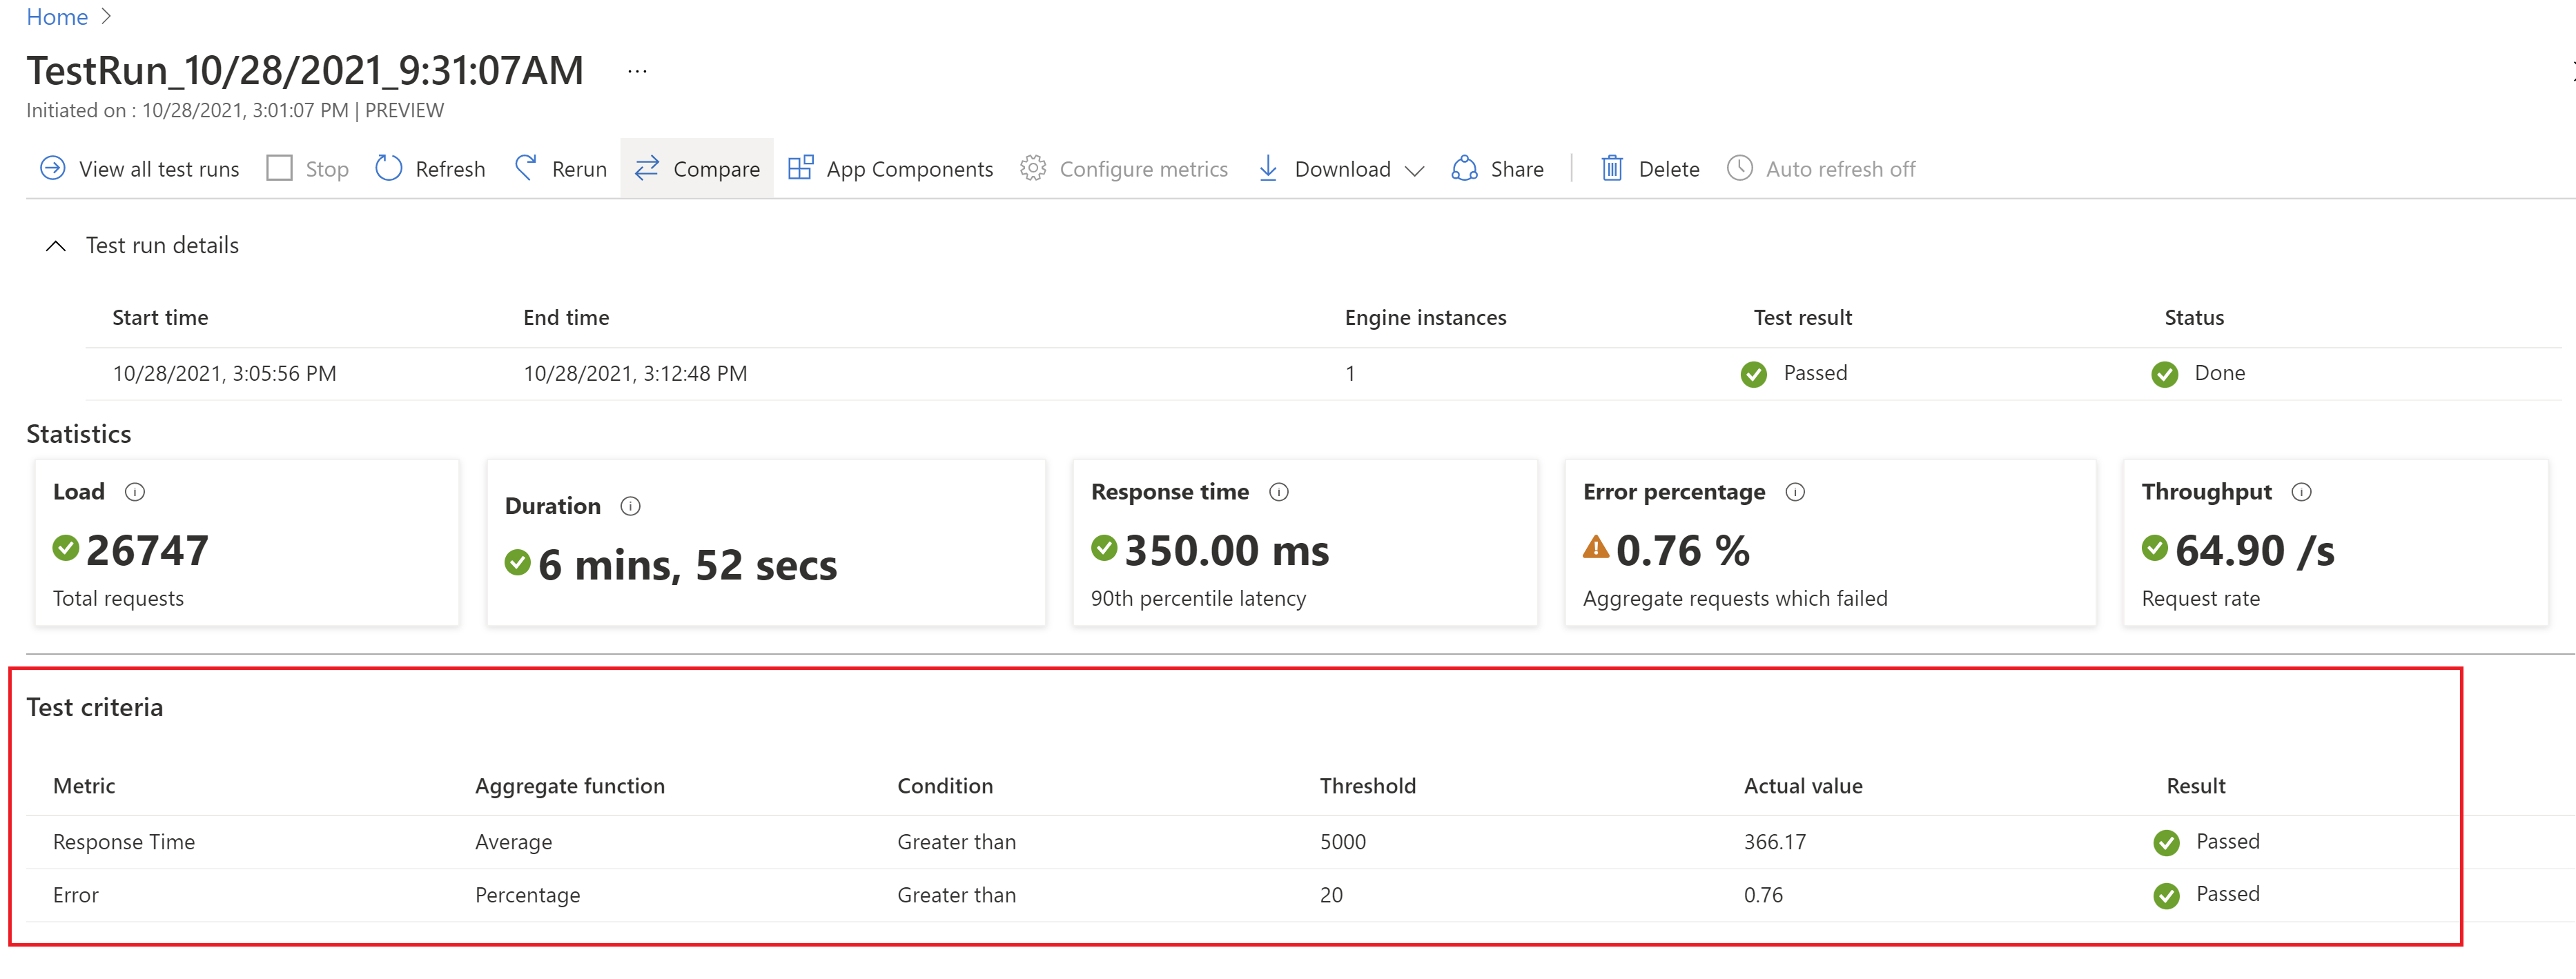 Home
TestRun_10/28/2021_9:31:07AM ...
Initiated on : 10/28/2021, 3:01:07 PM | PREVIEW
View all test runs Stop Refresh Rerun Compare App Components Configure metrics Download Share Delete Auto refresh off
Test run details
Start time End time Engine instances Test result Status
10/28/2021, 3:05:56 PM 10/28/2021, 3:12:48 PM 1 Passed Done
Statistics
Load
26747
Total requests
Duration
6 mins, 52 secs
Response time
350.00 ms
90th percentile latency
Error percentage
0.76 %
Aggregate requests which failed
Throughput
64.90 /s
Request rate
Test criteria
Metric Aggregate function Condition Threshold Actual value Result
Response Time Average Greater than 5000 366.17 Passed
Error Percentage Greater than 20 0.76 Passed